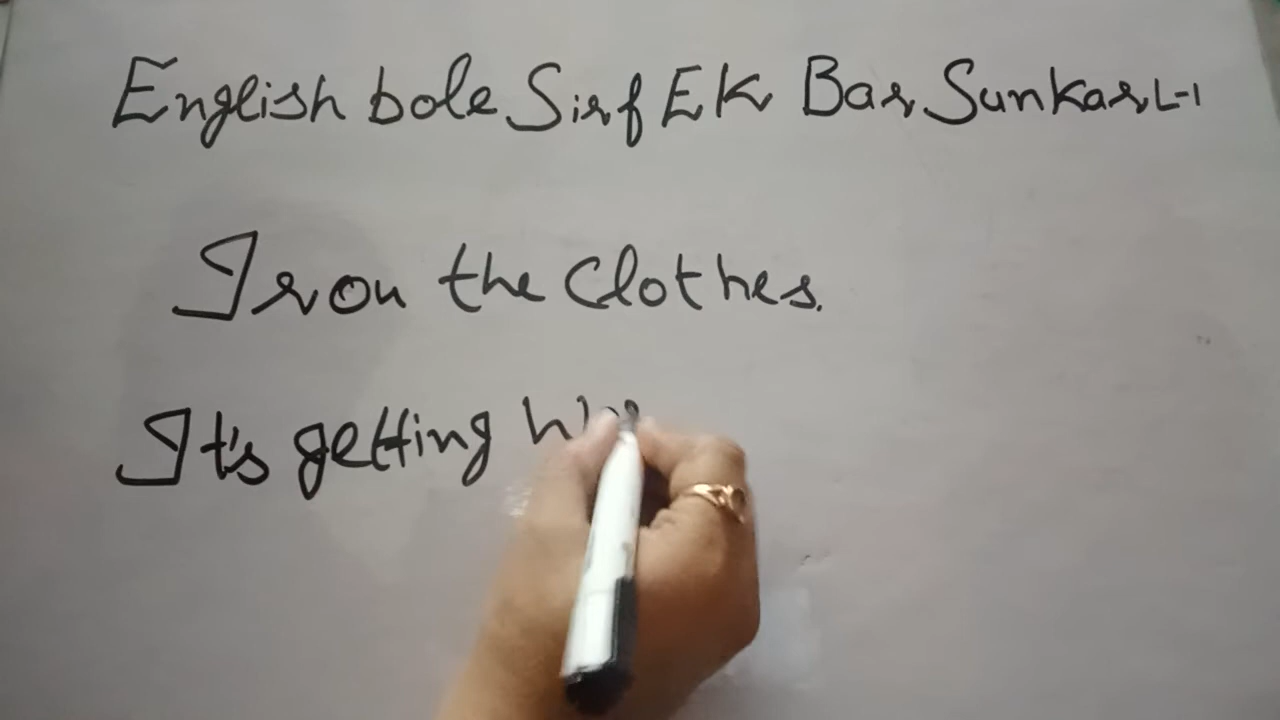 English bole Sirf EK Bar Sunkar L-1
Iron the Clothes.
It's getting